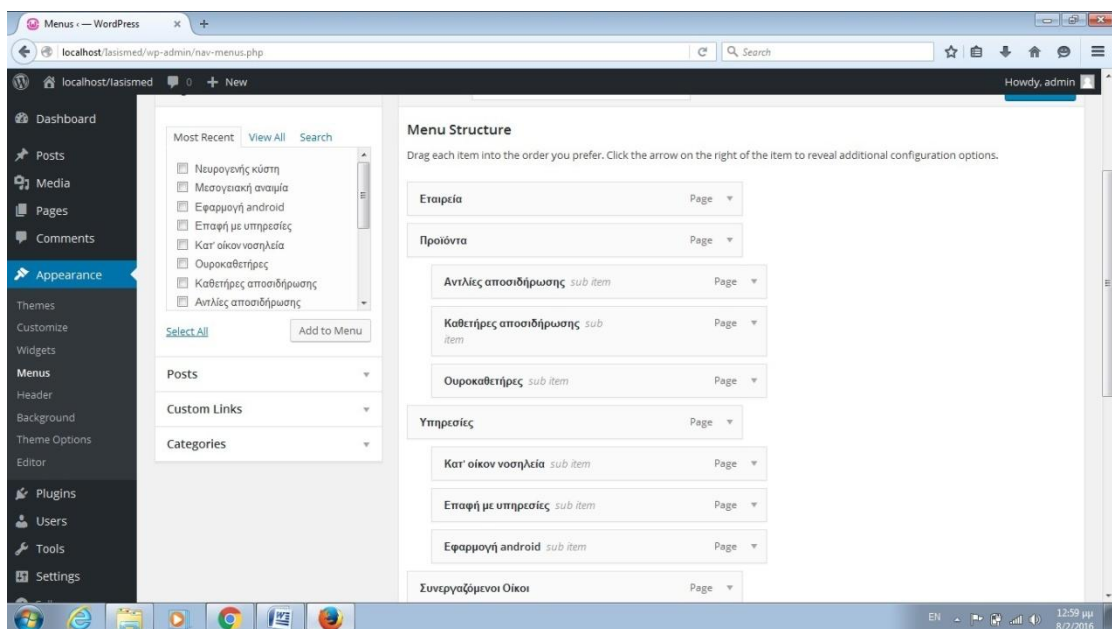 Menus ‹ — WordPress
localhost/Iasismed/wp-admin/nav-menus.php
Search
localhost/Iasismed 0 + New
Howdy, admin
Dashboard
Posts
Media
Pages
Comments
Appearance
Themes
Customize
Widgets
Menus
Header
Background
Theme Options
Editor
Plugins
Users
Tools
Settings
Most Recent View All Search
Νευρογενής κύστη
Μεσογειακή αναιμία
Εφαρμογή android
Επαφή με υπηρεσίες
Κατ' οίκον νοσηλεία
Ουροκαθετήρες
Καθετήρες αποσιδήρωσης
Αντλίες αποσιδήρωσης
Select All Add to Menu
Posts
Custom Links
Categories
Menu Structure
Drag each item into the order you prefer. Click the arrow on the right of the item to reveal additional configuration options.
Εταιρεία Page
Προϊόντα Page
Αντλίες αποσιδήρωσης sub item Page
Καθετήρες αποσιδήρωσης sub Page
item
Ουροκαθετήρες sub item Page
Υπηρεσίες Page
Κατ' οίκον νοσηλεία sub item Page
Επαφή με υπηρεσίες sub item Page
Εφαρμογή android sub item Page
Συνεργαζόμενοι Οίκοι Page
EN 12:59 μμ
8/2/2016